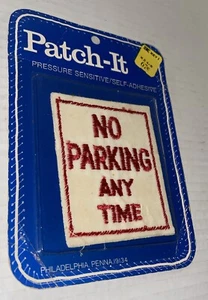 Patch-It
PRESSURE SENSITIVE/SELF-ADHESIVE
NO
PARKING
ANY
TIME
PHILADELPHIA PENNA.19134